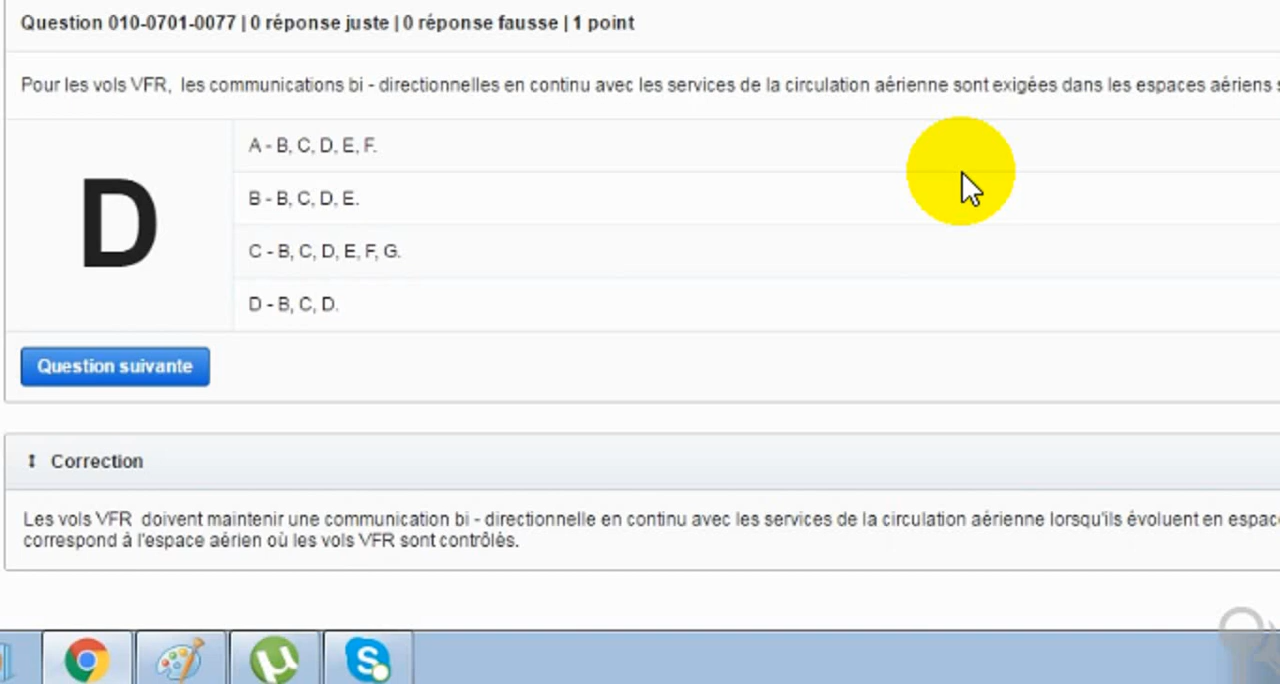 Question 010-0701-0077 | 0 réponse juste | 0 réponse fausse | 1 point
Pour les vols VFR, les communications bi - directionnelles en continu avec les services de la circulation aérienne sont exigées dans les espaces aériens
A - B, C, D, E, F.
D
B - B, C, D, E.
C - B, C, D, E, F, G.
D - B, C, D.
Question suivante
Correction
Les vols VFR doivent maintenir une communication bi - directionnelle en continu avec les services de la circulation aérienne lorsqu'ils évoluent en
correspond à l'espace aérien où les vols VFR sont contrôlés.